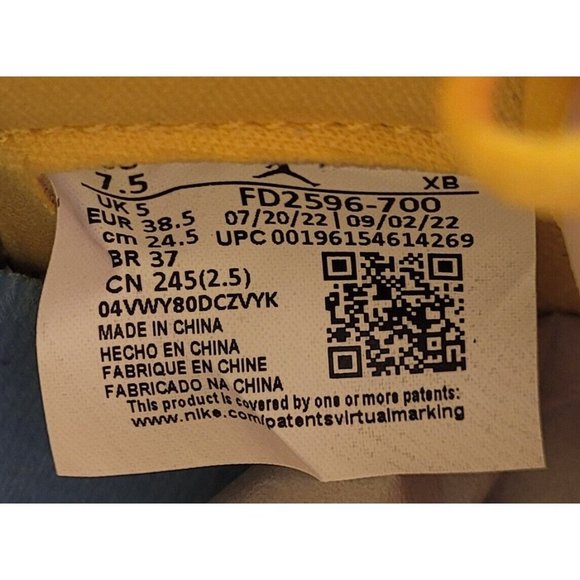 7.5 XB
UK 5 FD2596-700
EUR 38.5 07/20/22 | 09/02/22
cm 24.5 UPC 00196154614269
BR 37
CN 245(2.5)
04VWY80DCZVYK
MADE IN CHINA
HECHO EN CHINA
FABRIQUE EN CHINE
FABRICADO NA CHINA
This product is covered by one or more patents:
www.nike.com/patentsvirtualmarking